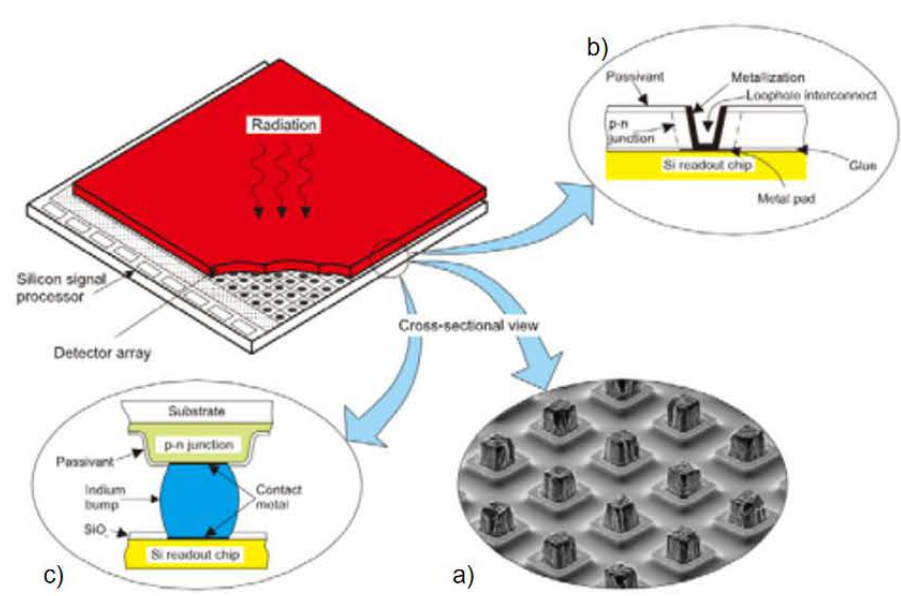 b)
Passivant
Metallization
Loophole interconnect
p-n
junction
Si readout chip
Glue
Metal pad
Radiation
Silicon signal
processor
Detector array
Cross-sectional view
Substrate
p-n junction
Passivant
Indium
bump
Contact
metal
SiO
Si readout chip
c)
a)